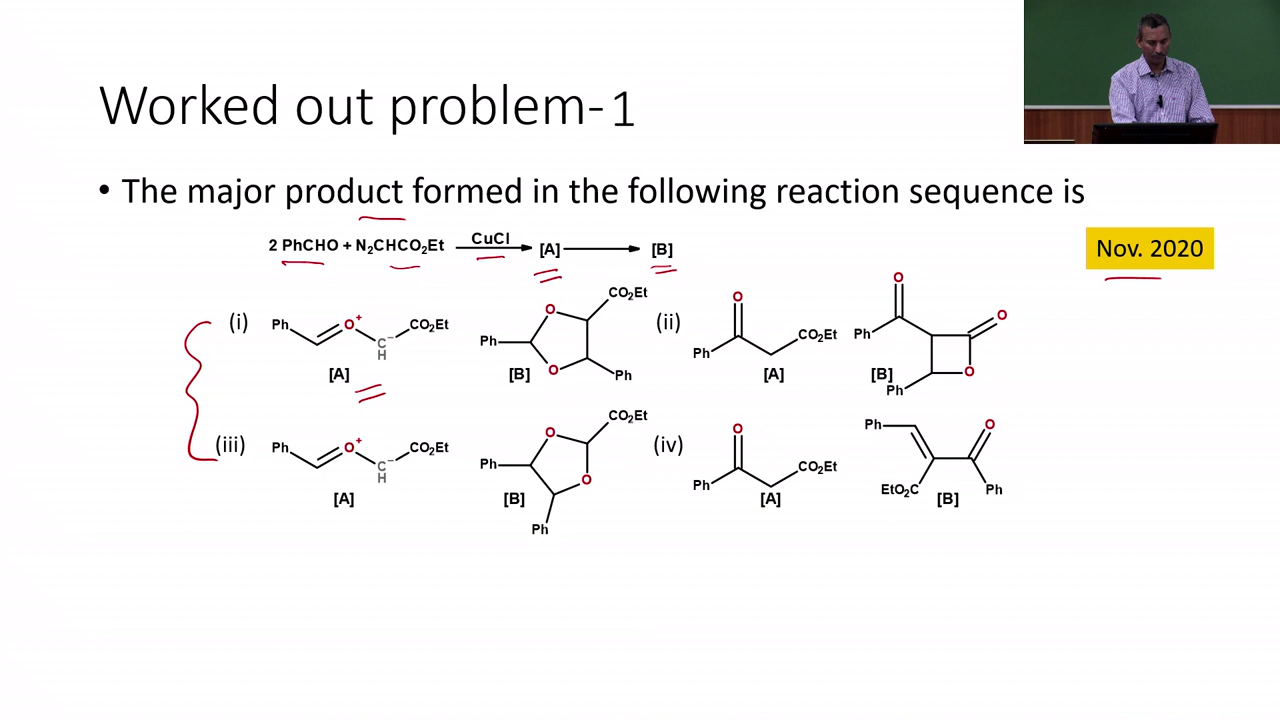 Worked out problem-1
• The major product formed in the following reaction sequence is
2 PhCHO + N₂CHCO₂Et CuCl [A] [B]
Nov. 2020
(i) Ph O⁺ C⁻ H CO₂Et [A]
O O Ph CO₂Et Ph [B]
(ii) O Ph CO₂Et [A]
O Ph O O Ph [B]
(iii) Ph O⁺ C⁻ H CO₂Et [A]
O O Ph CO₂Et Ph [B]
(iv) O Ph CO₂Et [A]
Ph O EtO₂C Ph [B]